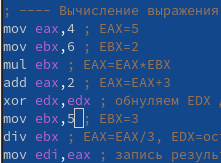 ; ---- Вычисление выражения
mov eax,4 ; EAX=5
mov ebx,6 ; EBX=2
mul ebx ; EAX=EAX*EBX
add eax,2 ; EAX=EAX+3
xor edx,edx ; обнуляем EDX
mov ebx,5 ; EBX=3
div ebx ; EAX=EAX/3, EDX=ос
mov edi,eax ; запись резуль